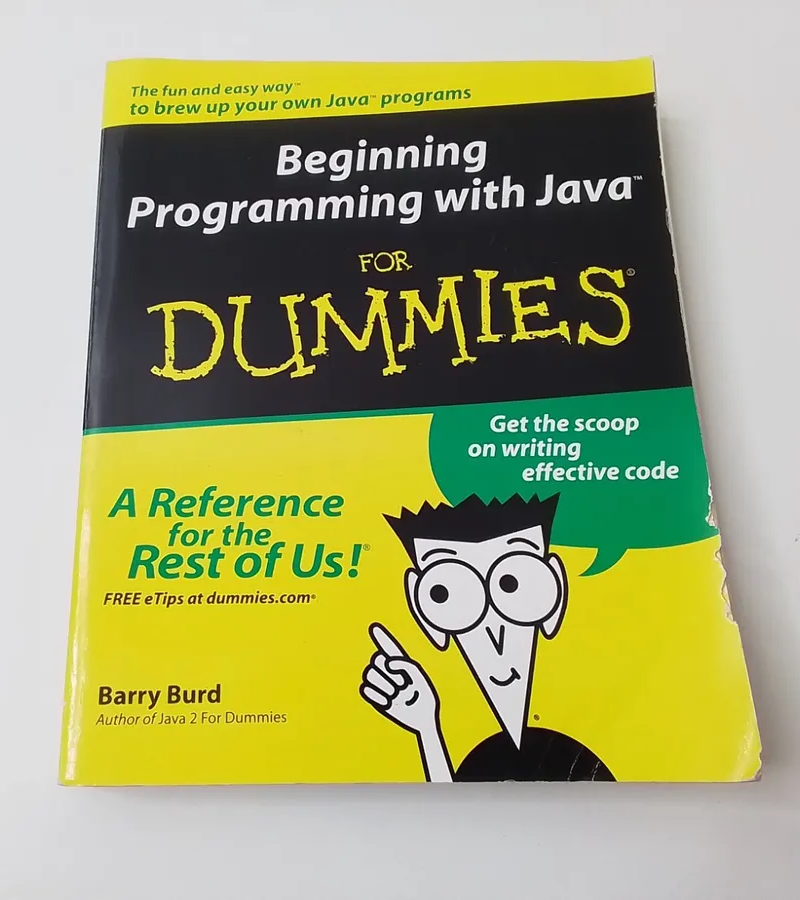 The fun and easy way™
to brew up your own Java™ programs
Beginning
Programming with Java™
FOR
DUMMIES®
Get the scoop
on writing
effective code
A Reference
for the
Rest of Us!®
FREE eTips at dummies.com®
Barry Burd
Author of Java 2 For Dummies
®